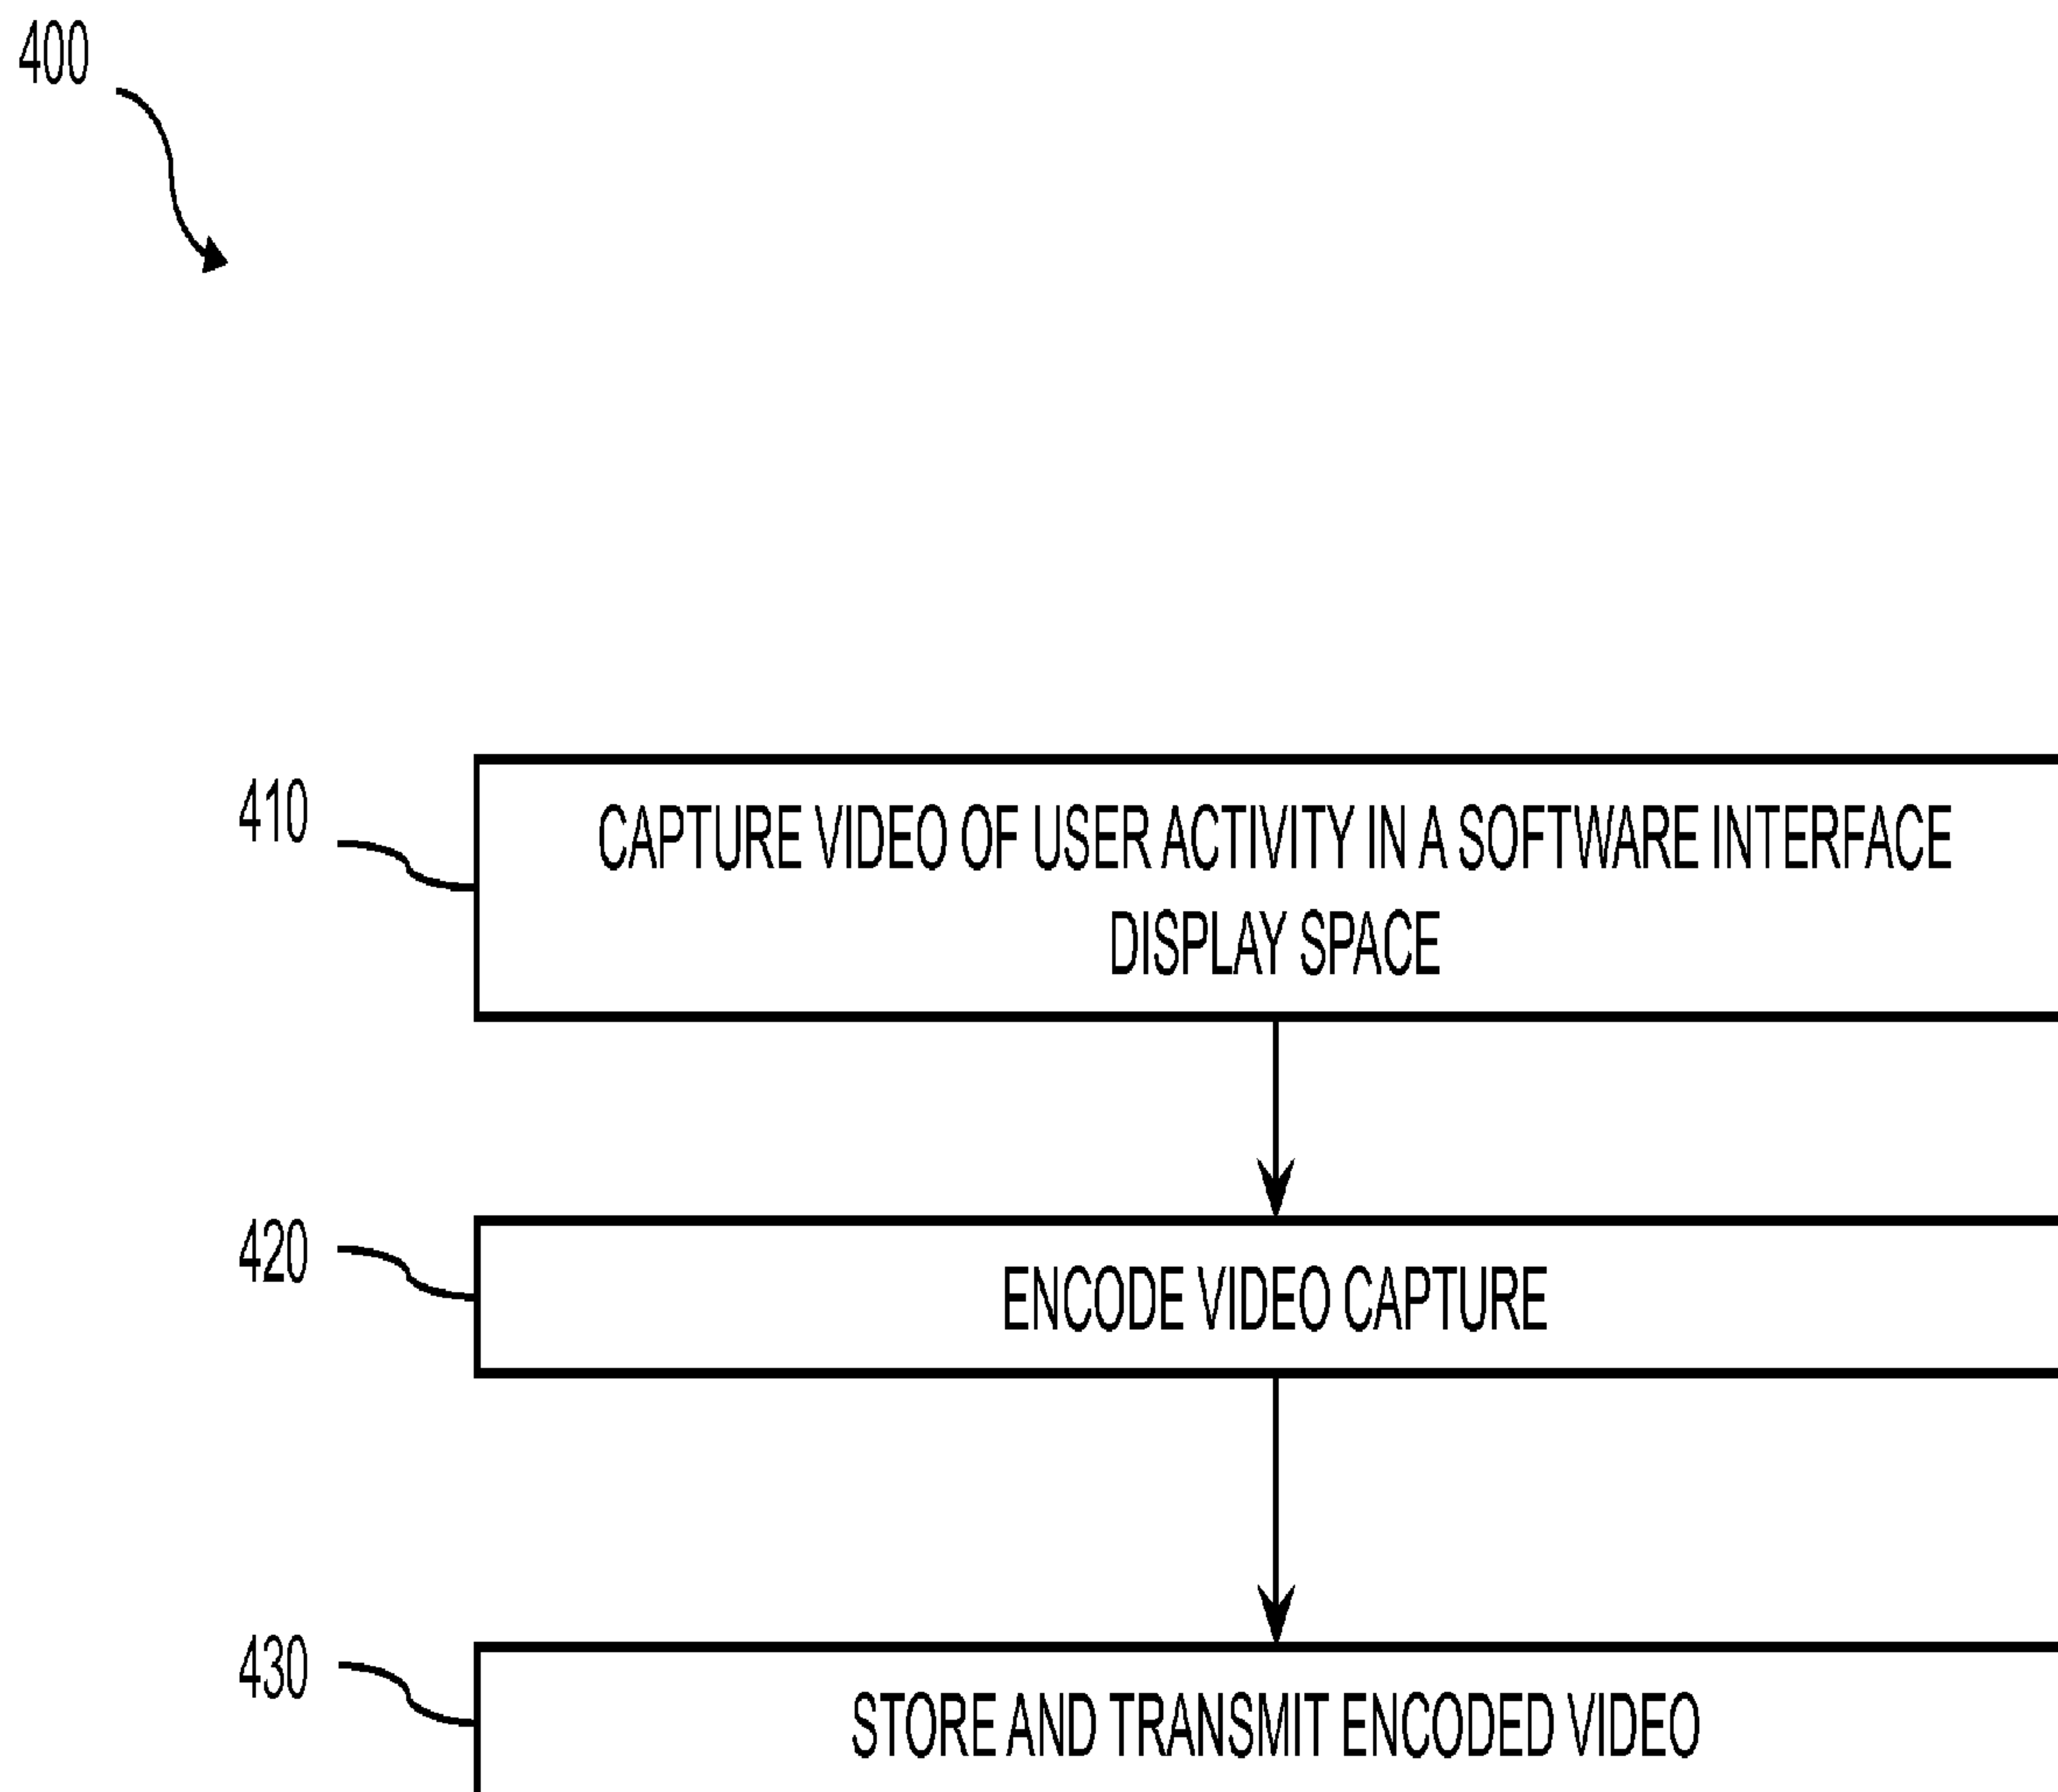 400
410
CAPTURE VIDEO OF USER ACTIVITY IN A SOFTWARE INTERFACE
DISPLAY SPACE
420
ENCODE VIDEO CAPTURE
430
STORE AND TRANSMIT ENCODED VIDEO